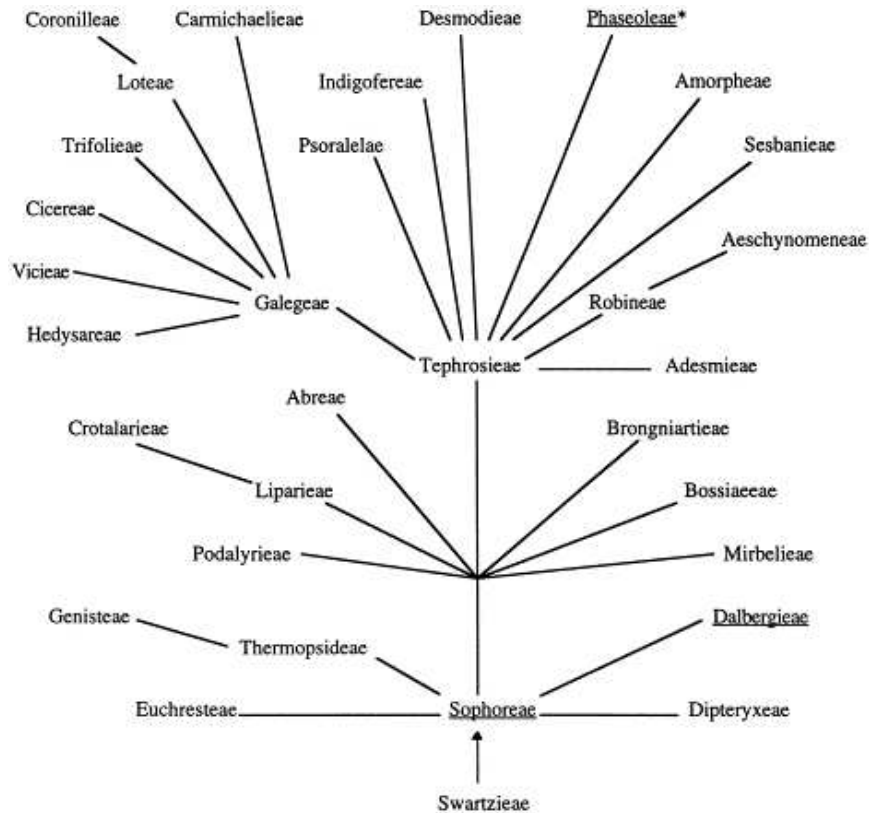 Coronilleae
Carmichaelieae
Desmodieae
Phaseoleae*
Loteae
Indigofereae
Amorpheae
Trifolieae
Psoralelae
Sesbanieae
Cicereae
Aeschynomeneae
Vicieae
Galegeae
Robineae
Hedysareae
Tephrosieae
Adesmieae
Abreae
Crotalarieae
Brongniartieae
Liparieae
Bossiaeeae
Podalyrieae
Mirbelieae
Genisteae
Dalbergieae
Thermopsideae
Euchresteae
Sophoreae
Dipteryxeae
Swartzieae